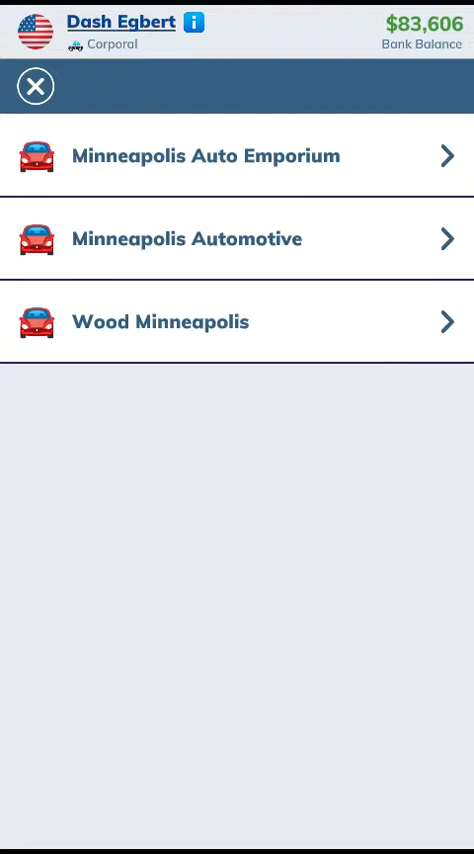 Dash Egbert
$83,606
Corporal
Bank Balance
Minneapolis Auto Emporium
Minneapolis Automotive
Wood Minneapolis